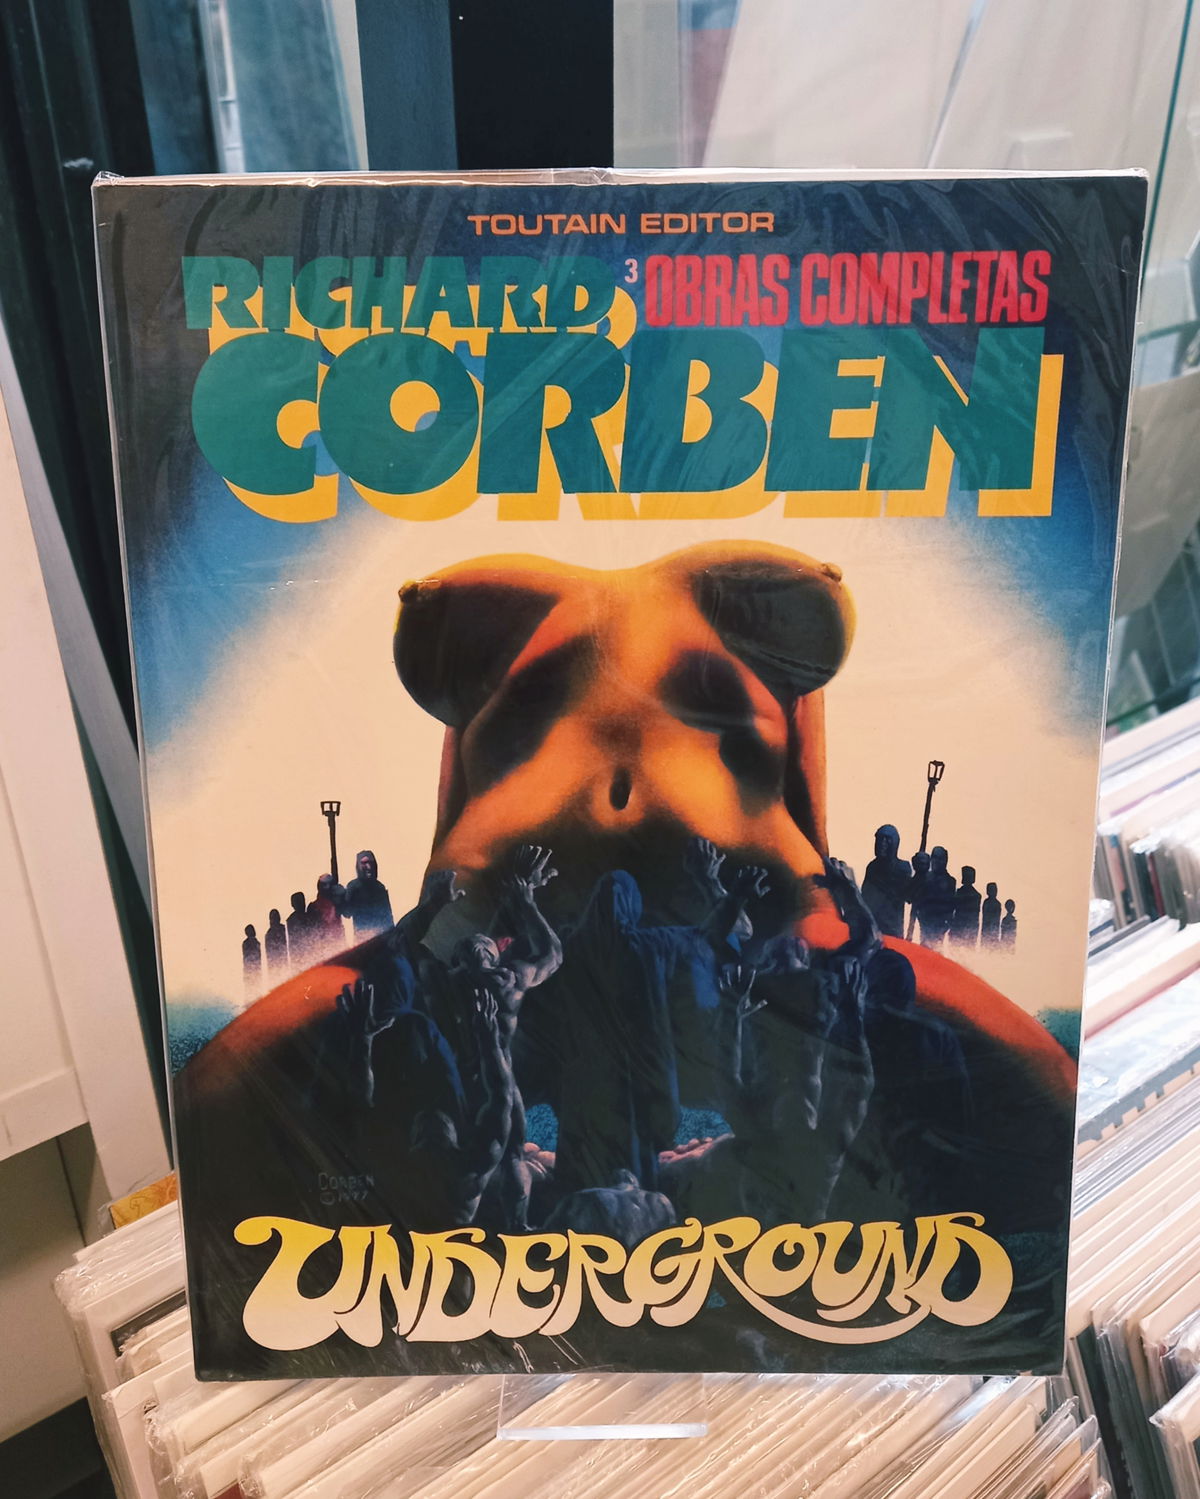 TOUTAIN EDITOR
RICHARD 3 OBRAS COMPLETAS
CORBEN
CORBEN
© 1977
UNDERGROUND